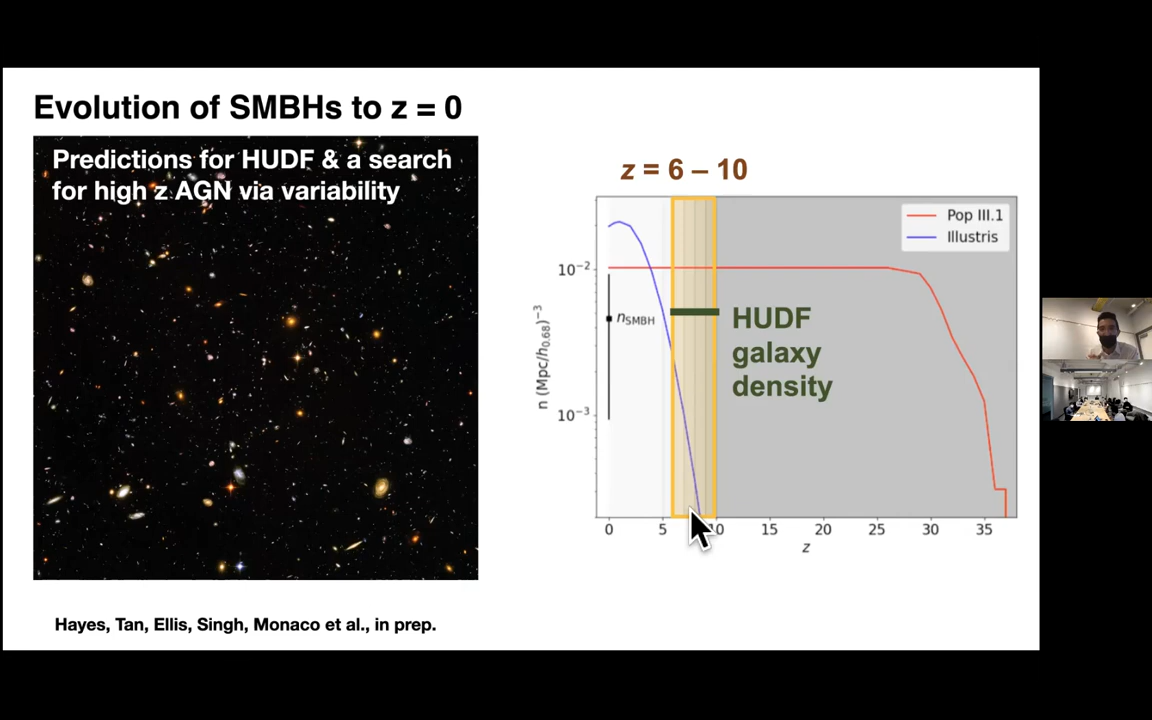 Evolution of SMBHs to z = 0
Predictions for HUDF & a search
for high z AGN via variability
z = 6 – 10
Pop III.1
Illustris
10⁻²
n_SMBH
HUDF
galaxy
density
n (Mpc/h₀.₆₈)⁻³
10⁻³
0 5 10 15 20 25 30 35
z
Hayes, Tan, Ellis, Singh, Monaco et al., in prep.